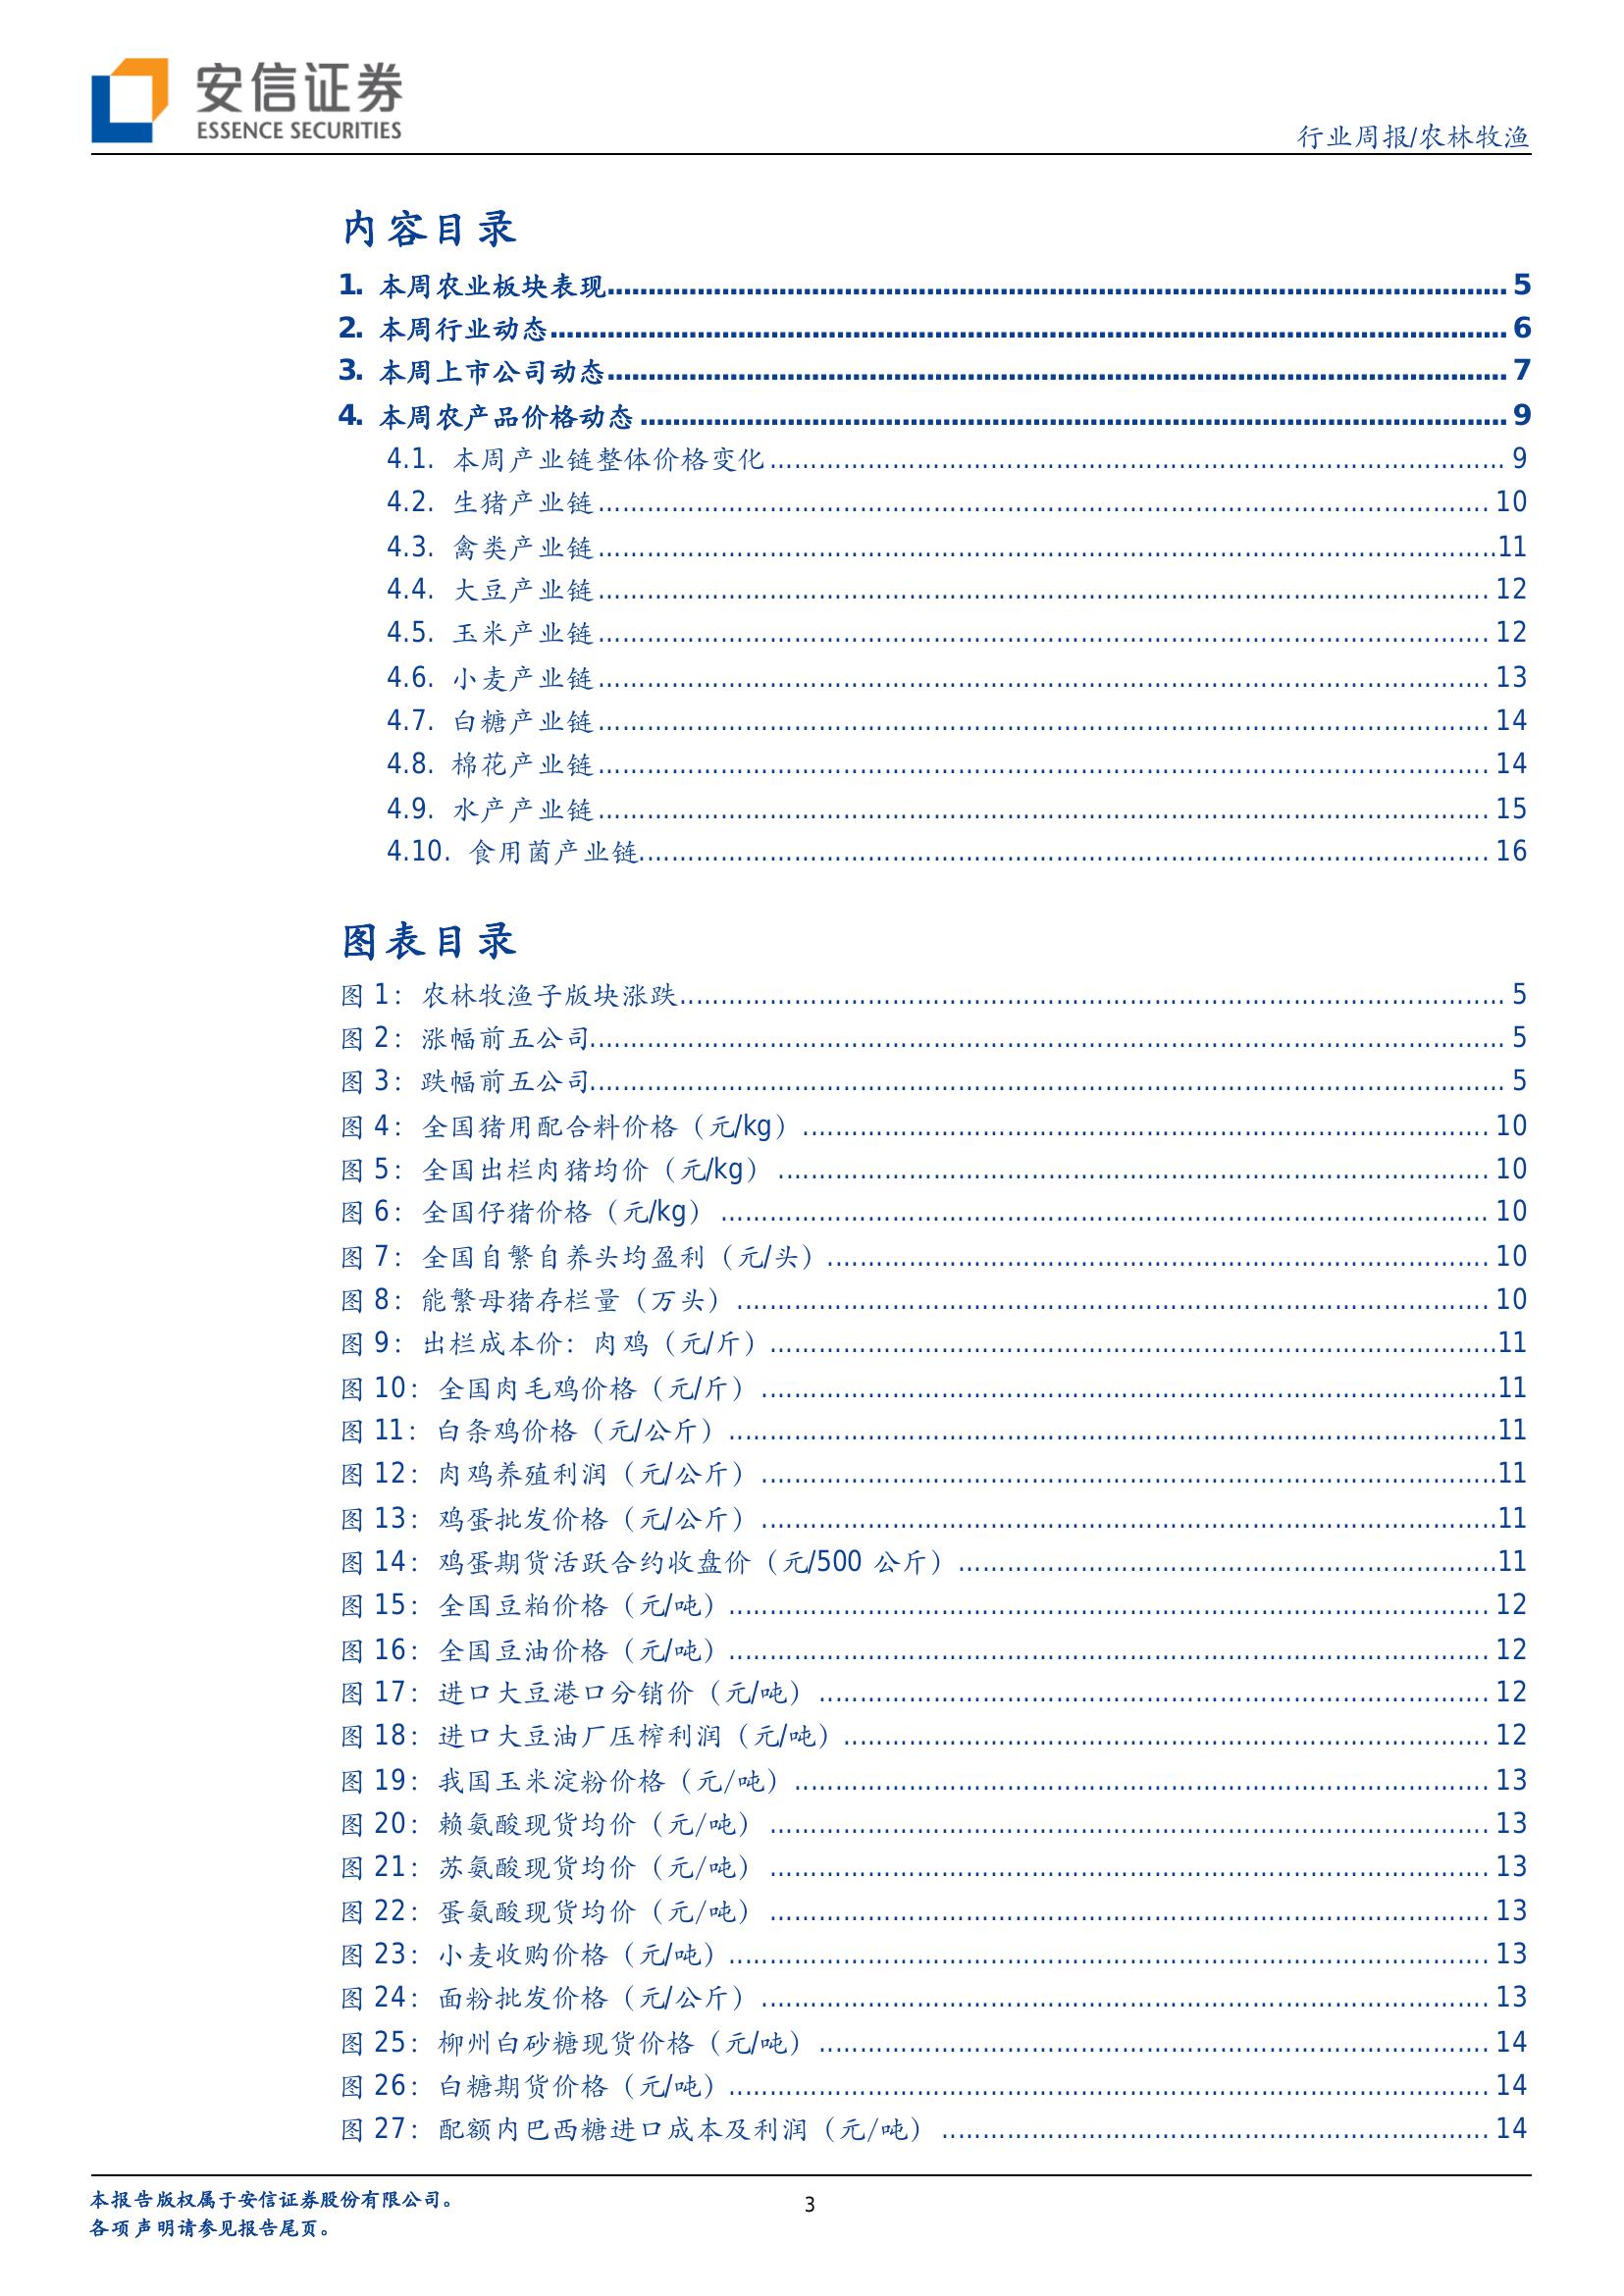 安信证券
ESSENCE SECURITIES
行业周报/农林牧渔
内容目录
1. 本周农业板块表现........................................ 5
2. 本周行业动态........................................ 6
3. 本周上市公司动态........................................ 7
4. 本周农产品价格动态........................................ 9
4.1. 本周产业链整体价格变化........................................ 9
4.2. 生猪产业链........................................ 10
4.3. 禽类产业链........................................11
4.4. 大豆产业链........................................ 12
4.5. 玉米产业链........................................ 12
4.6. 小麦产业链........................................ 13
4.7. 白糖产业链........................................ 14
4.8. 棉花产业链........................................ 14
4.9. 水产产业链........................................ 15
4.10. 食用菌产业链........................................ 16
图表目录
图 1：农林牧渔子版块涨跌........................................ 5
图 2：涨幅前五公司........................................ 5
图 3：跌幅前五公司........................................ 5
图 4：全国猪用配合料价格（元/kg）........................................ 10
图 5：全国出栏肉猪均价（元/kg）........................................ 10
图 6：全国仔猪价格（元/kg）........................................ 10
图 7：全国自繁自养头均盈利（元/头）........................................ 10
图 8：能繁母猪存栏量（万头）........................................ 10
图 9：出栏成本价：肉鸡（元/斤）........................................11
图 10：全国肉毛鸡价格（元/斤）........................................11
图 11：白条鸡价格（元/公斤）........................................11
图 12：肉鸡养殖利润（元/公斤）........................................11
图 13：鸡蛋批发价格（元/公斤）........................................11
图 14：鸡蛋期货活跃合约收盘价（元/500 公斤）........................................11
图 15：全国豆粕价格（元/吨）........................................ 12
图 16：全国豆油价格（元/吨）........................................ 12
图 17：进口大豆港口分销价（元/吨）........................................ 12
图 18：进口大豆油厂压榨利润（元/吨）........................................ 12
图 19：我国玉米淀粉价格（元/吨）........................................ 13
图 20：赖氨酸现货均价（元/吨）........................................ 13
图 21：苏氨酸现货均价（元/吨）........................................ 13
图 22：蛋氨酸现货均价（元/吨）........................................ 13
图 23：小麦收购价格（元/吨）........................................ 13
图 24：面粉批发价格（元/公斤）........................................ 13
图 25：柳州白砂糖现货价格（元/吨）........................................ 14
图 26：白糖期货价格（元/吨）........................................ 14
图 27：配额内巴西糖进口成本及利润（元/吨）........................................ 14
本报告版权属于安信证券股份有限公司。
各项声明请参见报告尾页。
3